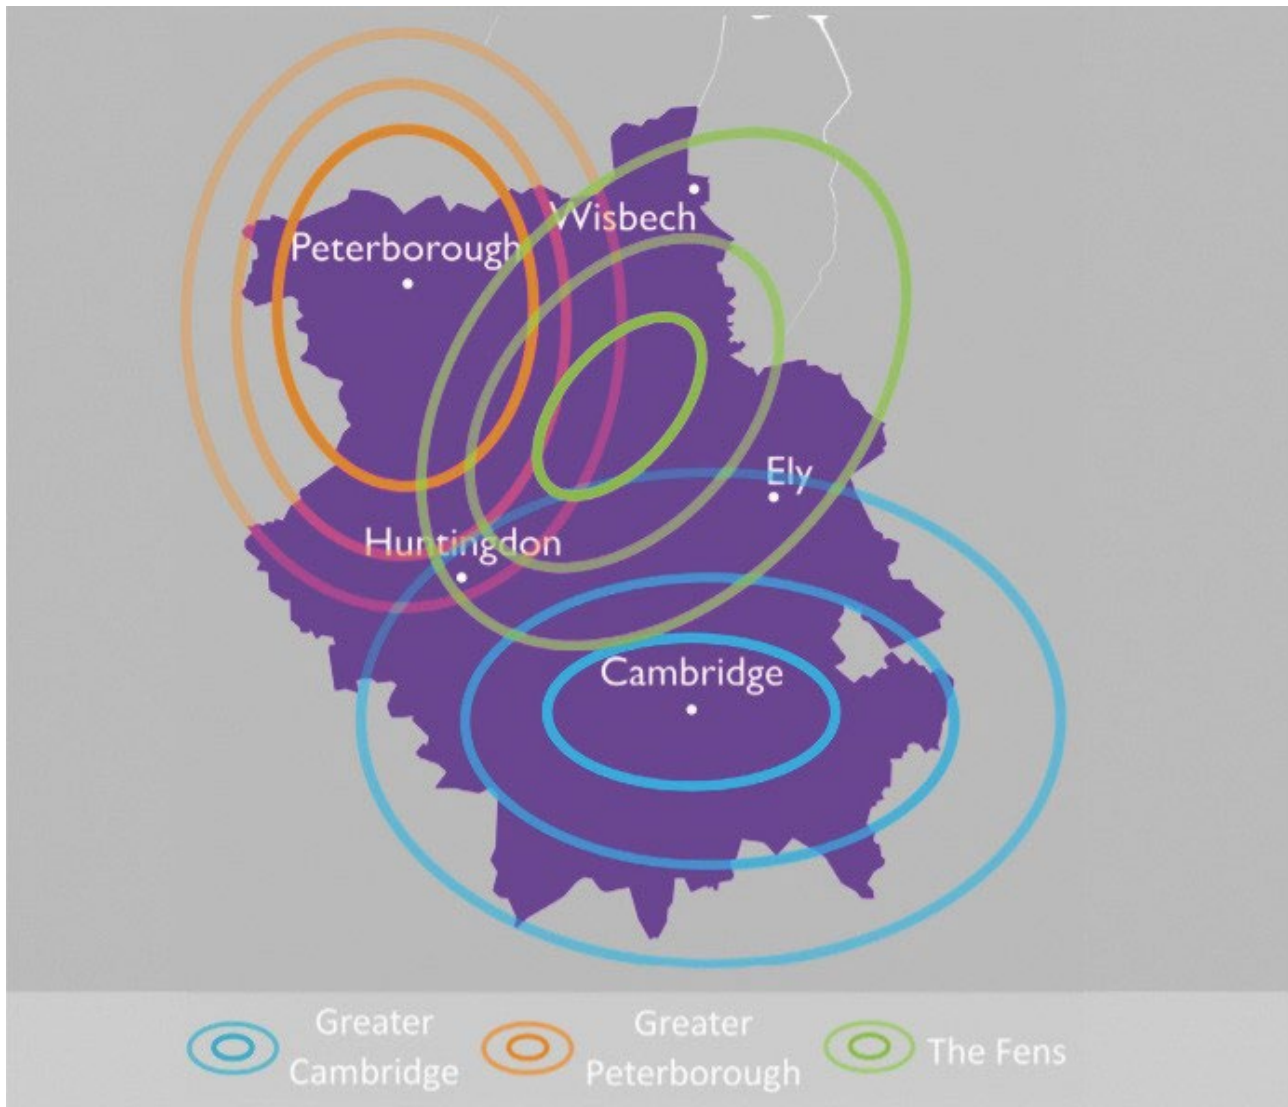 Wisbech
Peterborough
Ely
Huntingdon
Cambridge
Greater
Cambridge
Greater
Peterborough
The Fens